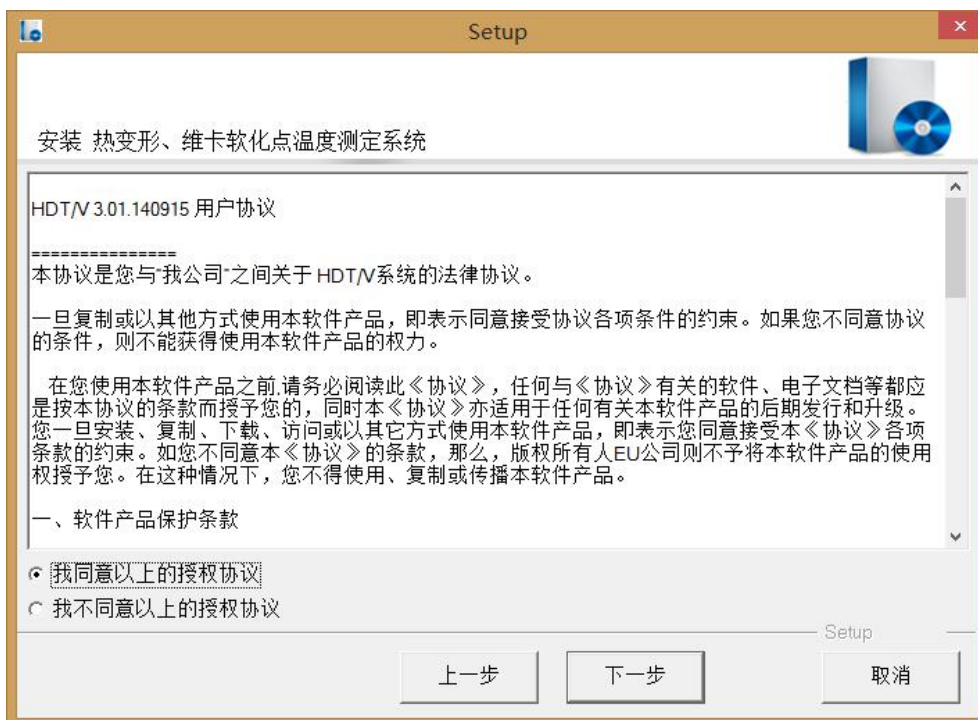 Setup
安装 热变形、维卡软化点温度测定系统
HDT/V 3.01.140915 用户协议
===============
本协议是您与“我公司”之间关于 HDT/V系统的法律协议。
一旦复制或以其他方式使用本软件产品，即表示同意接受协议各项条件的约束。如果您不同意协议
的条件，则不能获得使用本软件产品的权力。
在您使用本软件产品之前,请务必阅读此《协议》，任何与《协议》有关的软件、电子文档等都应
是按本协议的条款而授予您的，同时本《协议》亦适用于任何有关本软件产品的后期发行和升级。
您一旦安装、复制、下载、访问或以其它方式使用本软件产品，即表示您同意接受本《协议》各项
条款的约束。如您不同意本《协议》的条款，那么，版权所有人EU公司则不予将本软件产品的使用
权授予您。在这种情况下，您不得使用、复制或传播本软件产品。
一、软件产品保护条款
我同意以上的授权协议
我不同意以上的授权协议
Setup
上一步
下一步
取消